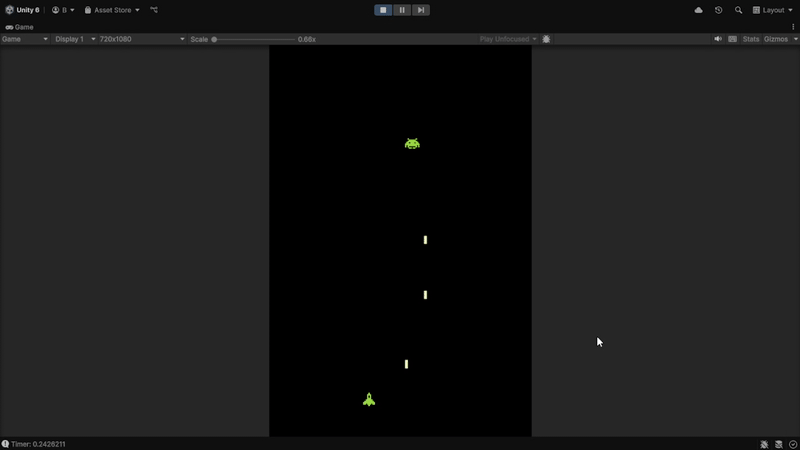 Unity 6 B Asset Store Layout
Game
Game Display 1 730x1080 Scale 0.66x Play Unfocused Stats Gizmos
Timer: 0.2426211